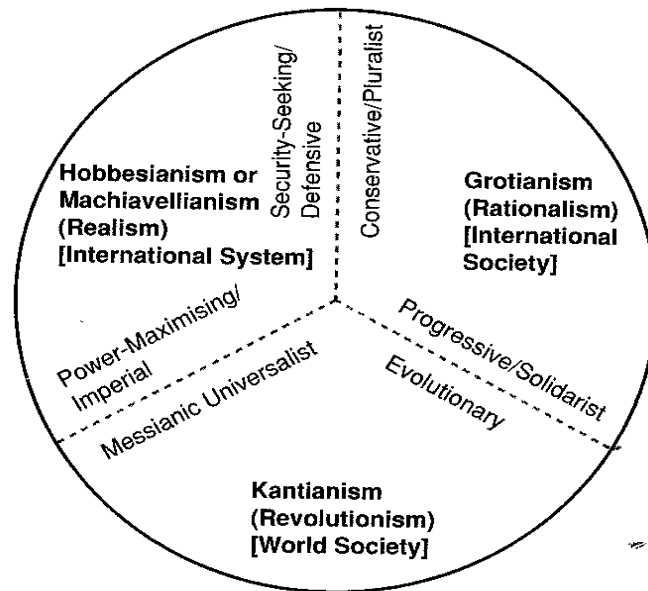 Security-Seeking/
Defensive
Conservative/Pluralist
Hobbesianism or
Machiavellianism
(Realism)
[International System]
Grotianism
(Rationalism)
[International
Society]
Power-Maximising/
Imperial
Messianic Universalist
Progressive/Solidarist
Evolutionary
Kantianism
(Revolutionism)
[World Society]